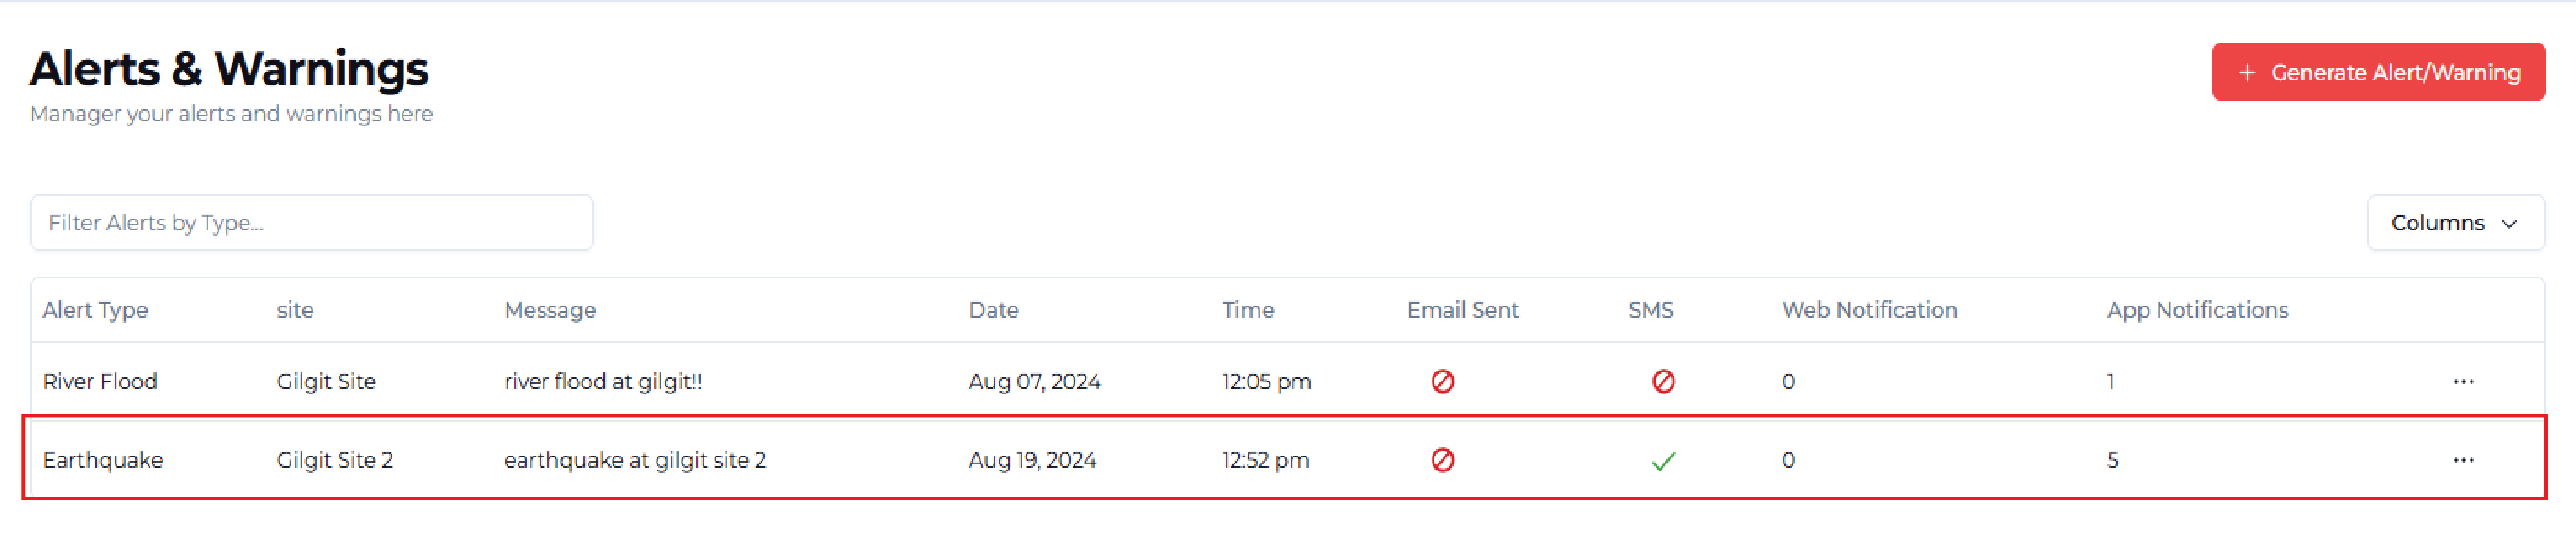 Alerts & Warnings
Manager your alerts and warnings here
+ Generate Alert/Warning
Filter Alerts by Type...
Columns
Alert Type site Message Date Time Email Sent SMS Web Notification App Notifications
River Flood Gilgit Site river flood at gilgit!! Aug 07, 2024 12:05 pm 0 1 ...
Earthquake Gilgit Site 2 earthquake at gilgit site 2 Aug 19, 2024 12:52 pm 0 5 ...